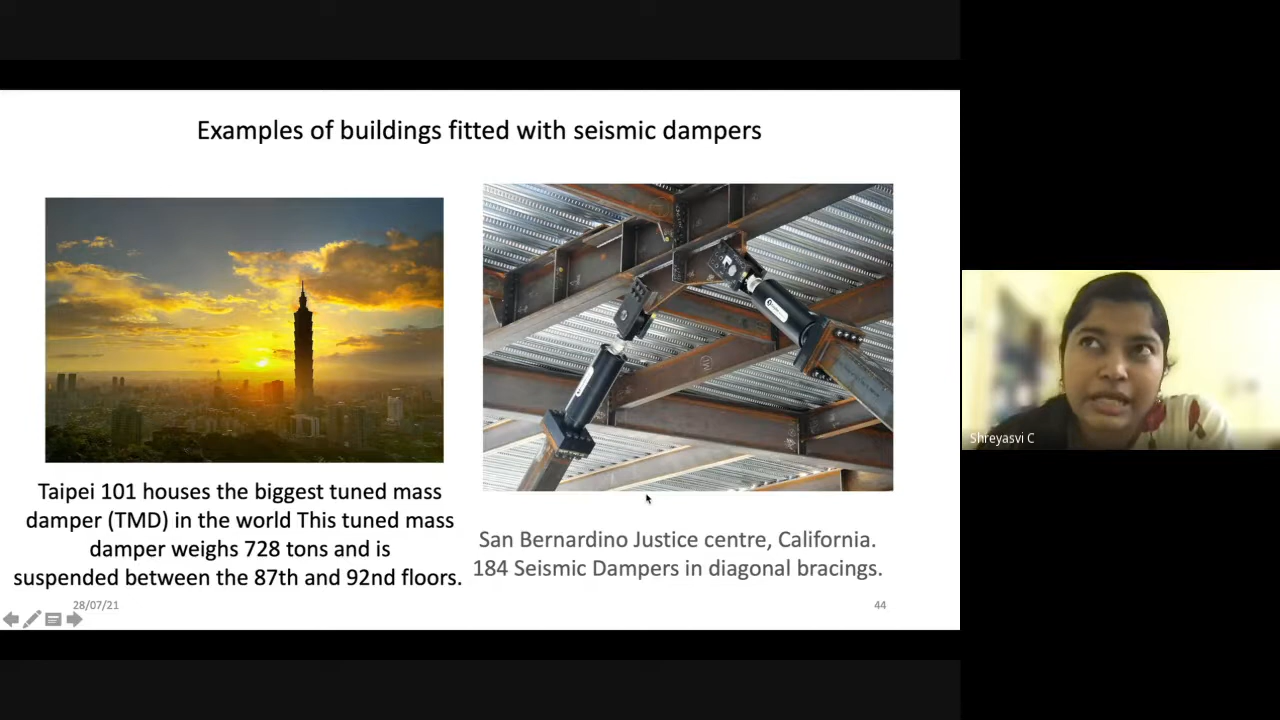 Examples of buildings fitted with seismic dampers
Taipei 101 houses the biggest tuned mass
damper (TMD) in the world This tuned mass
damper weighs 728 tons and is
suspended between the 87th and 92nd floors.
San Bernardino Justice centre, California.
184 Seismic Dampers in diagonal bracings.
28/07/21
44
Shreyasvi C